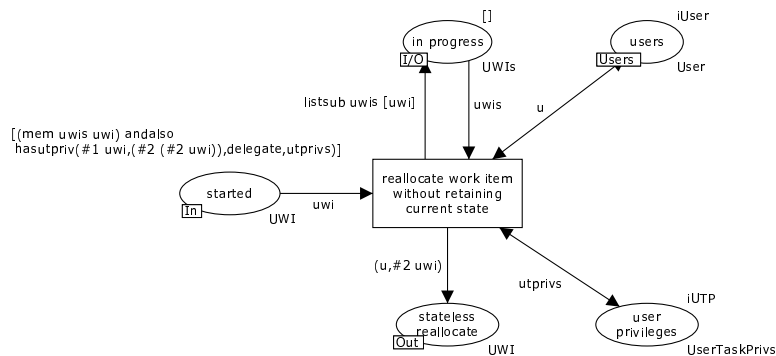 []
iUser
in progress
users
I/O
Users
UWIs
User
listsub uwis [uwi]
uwis
u
[(mem uwis uwi) andalso
hasutpriv(#1 uwi,(#2 (#2 uwi)),delegate,utprivs)]
reallocate work item
without retaining
current state
started
In
uwi
UWI
(u,#2 uwi)
utprivs
iUTP
stateless
reallocate
user
privileges
Out
UWI
UserTaskPrivs